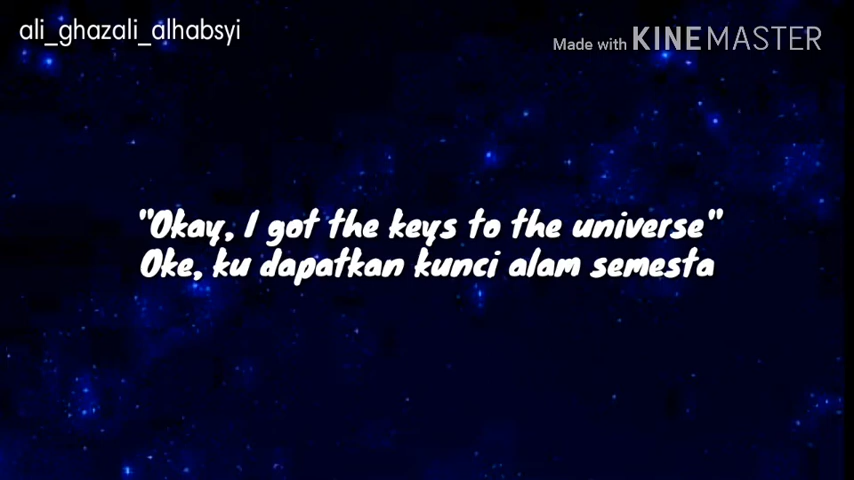 ali_ghazali_alhabsyi
Made with KINEMASTER
"Okay, I got the keys to the universe"
Oke, ku dapatkan kunci alam semesta